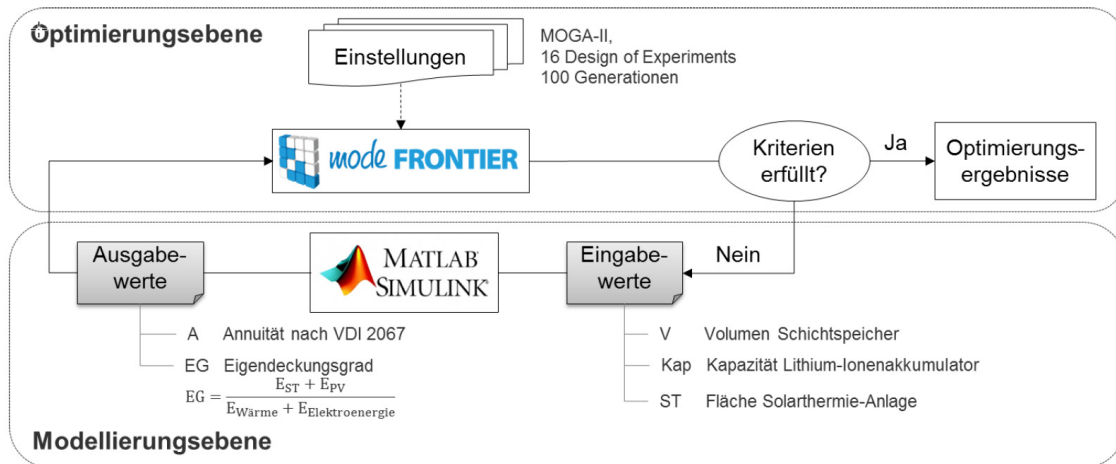 Optimierungsebene
Einstellungen
MOGA-II,
16 Design of Experiments
100 Generationen
mode FRONTIER
Kriterien
erfüllt?
Ja
Optimierungs-
ergebnisse
Ausgabe-
werte
MATLAB
SIMULINK®
Eingabe-
werte
Nein
A Annuität nach VDI 2067
EG Eigendeckungsgrad
EG = (E_ST + E_PV) / (E_Wärme + E_Elektroenergie)
V Volumen Schichtspeicher
Kap Kapazität Lithium-Ionenakkumulator
ST Fläche Solarthermie-Anlage
Modellierungsebene